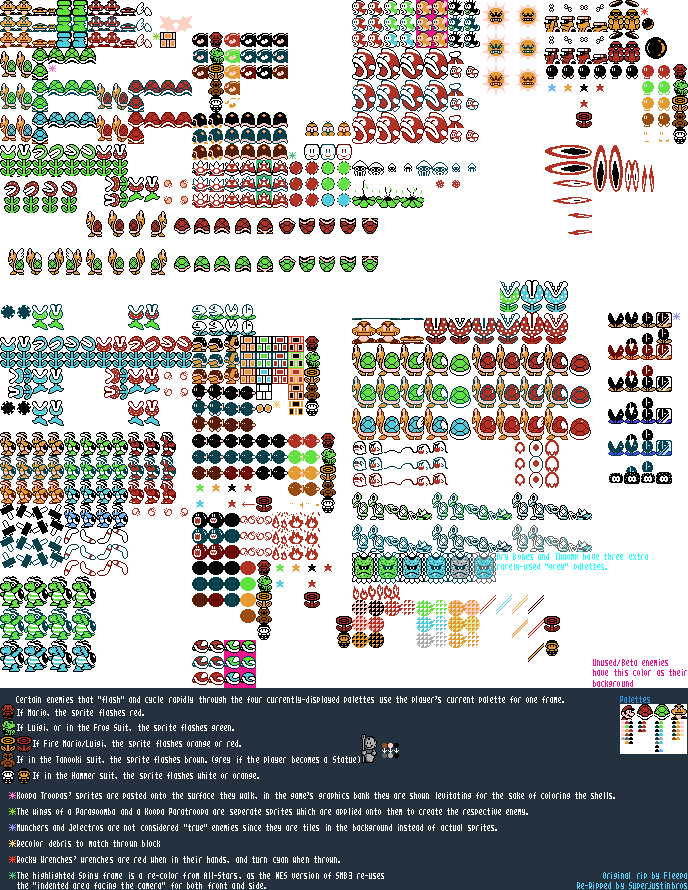 Dry Bones and Thwomp have three extra
rarely-used "grey" palettes.
Unused/Beta enemies
have this color as their
background
Certain enemies that "flash" and cycle rapidly through the four currently-displayed palettes use the player's current palette for one frame.
Palettes
If Mario, the sprite flashes red.
If Luigi, or in the Frog Suit, the sprite flashes green.
If Fire Mario/Luigi, the sprite flashes orange or red.
If in the Tanooki suit, the sprite flashes brown, (grey if the player becomes a Statue)
If in the Hammer suit, the sprite flashes white or orange.
*Koopa Troopas' sprites are pasted onto the surface they walk, in the game's graphics bank they are shown levitating for the sake of coloring the shells.
*The wings of a Paragoomba and a Koopa Paratroopa are seperate sprites which are applied onto them to create the respective enemy.
*Munchers and Jelectros are not considered "true" enemies since they are tiles in the background instead of actual sprites.
*Recolor debris to match thrown block
*Rocky Wrenches' wrenches are red when in their hands, and turn cyan when thrown.
*The highlighted Spiny frame is a re-color from All-Stars, as the NES version of SMB3 re-uses
the "indented area facing the camera" for both front and side.
Original rip by Fleepa
Re-Ripped by Superjustinbros